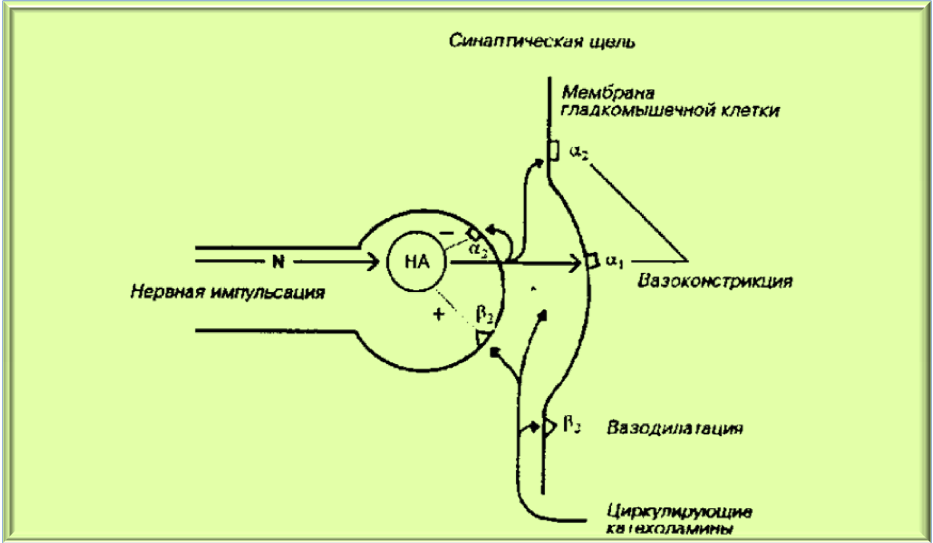 Синаптическая щель
Мембрана
гладкомышечной клетки
α₂
−
α₂
N
НА
α₁
Вазоконстрикция
Нервная импульсация
+
β₂
β₂
Вазодилатация
Циркулирующие
катехоламины